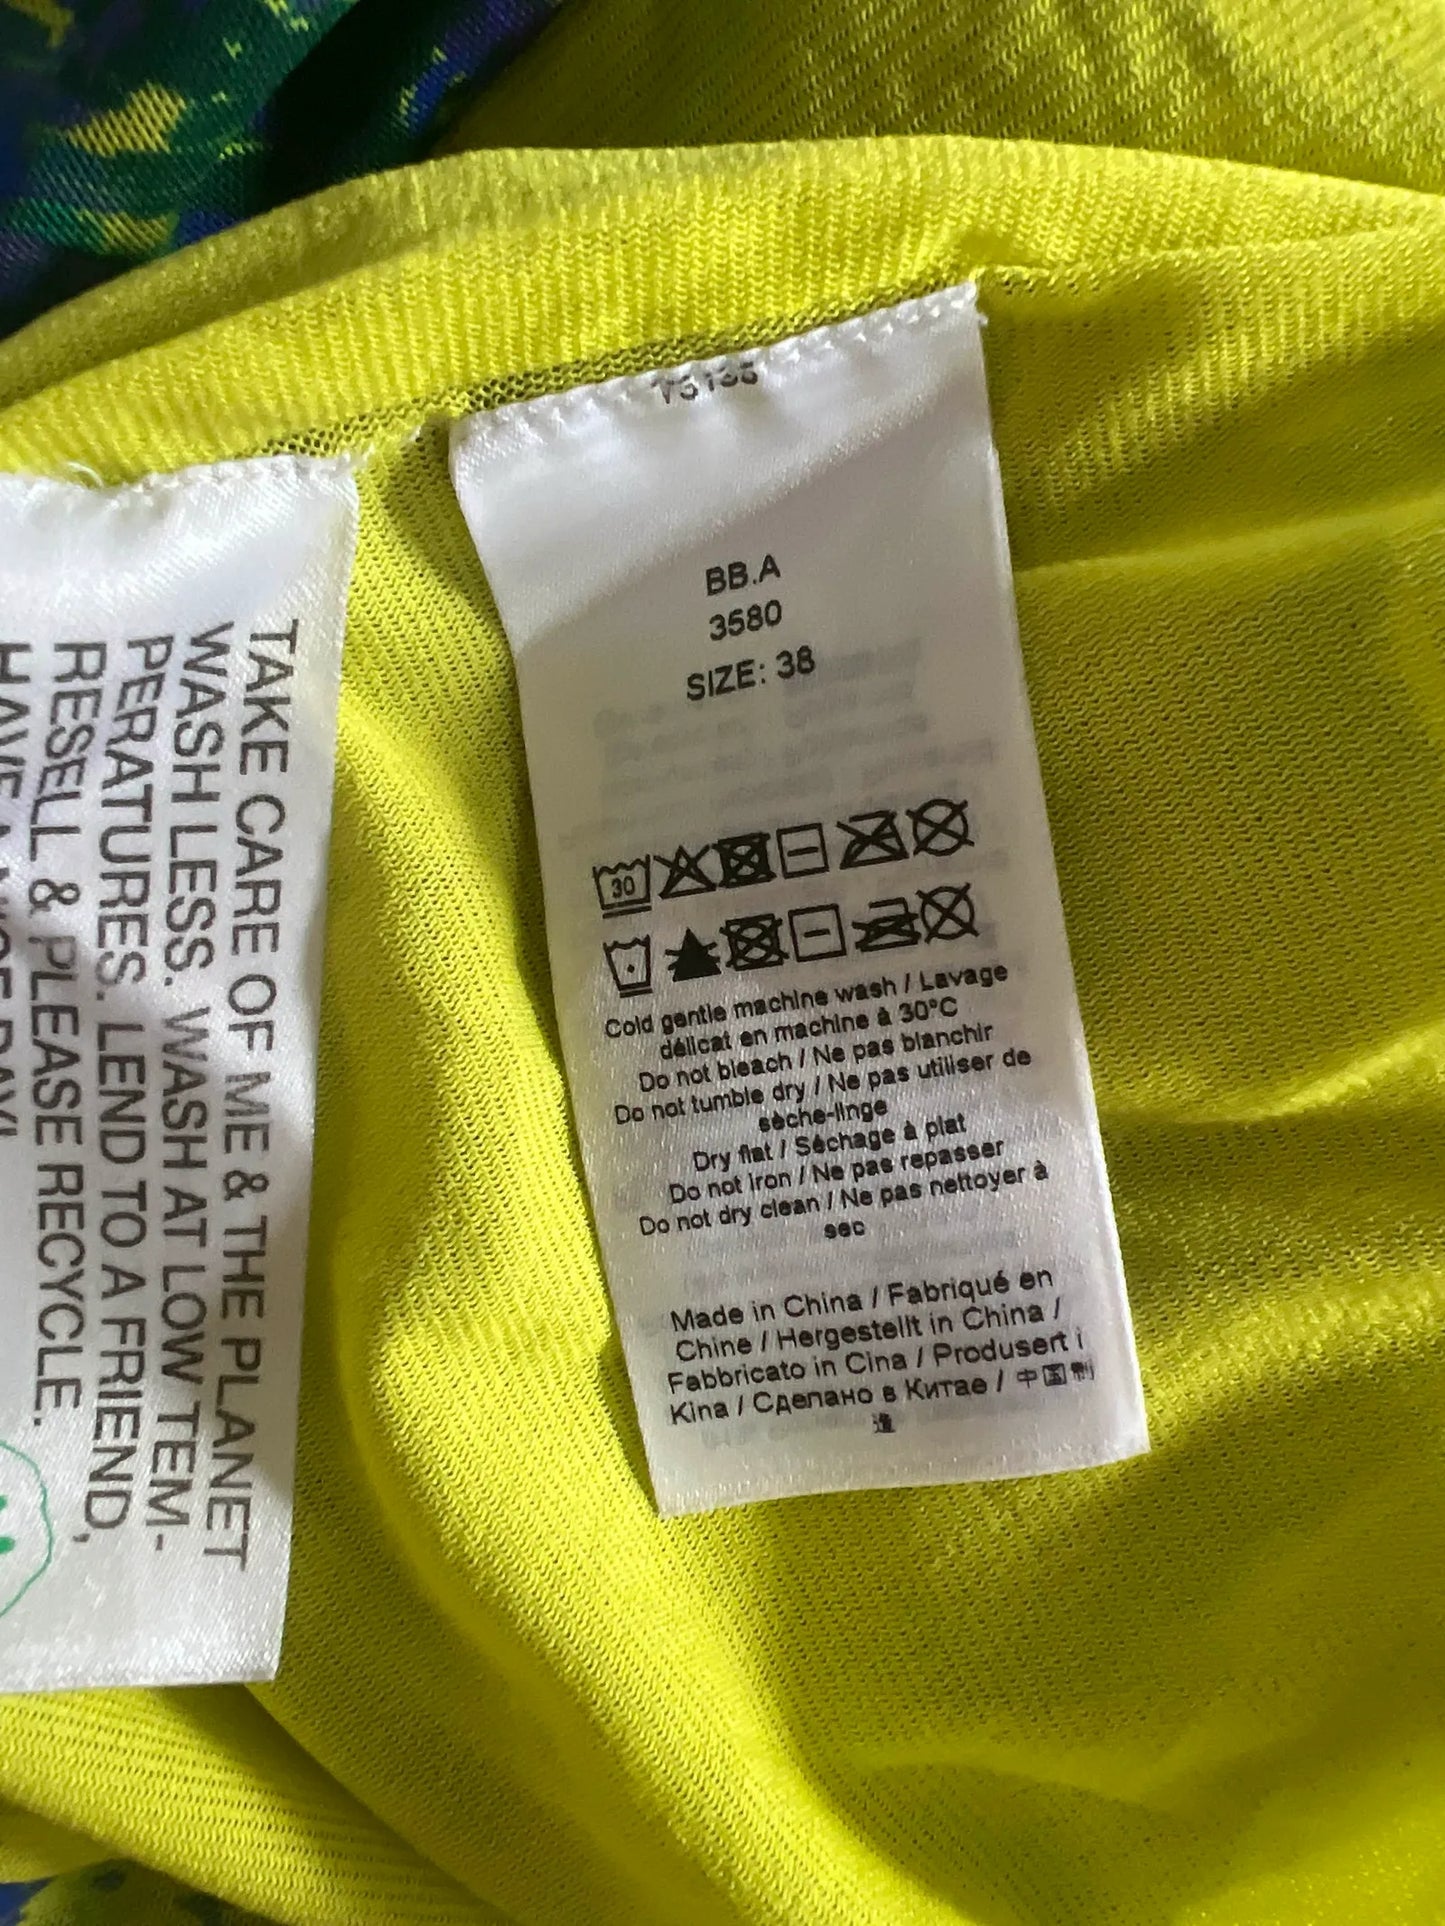 TAKE CARE OF ME & THE PLANET
WASH LESS. WASH AT LOW TEM-
PERATURES. LEND TO A FRIEND,
RESELL & PLEASE RECYCLE.
BB.A
3580
SIZE: 38
30
Cold gentle machine wash / Lavage
délicat en machine à 30°C
Do not bleach / Ne pas blanchir
Do not tumble dry / Ne pas utiliser de
sèche-linge
Dry flat / Séchage à plat
Do not iron / Ne pas repasser
Do not dry clean / Ne pas nettoyer à
sec
Made in China / Fabriqué en
Chine / Hergestellt in China /
Fabbricato in Cina / Produsert i
Kina / Сделано в Китае / 中国制
造